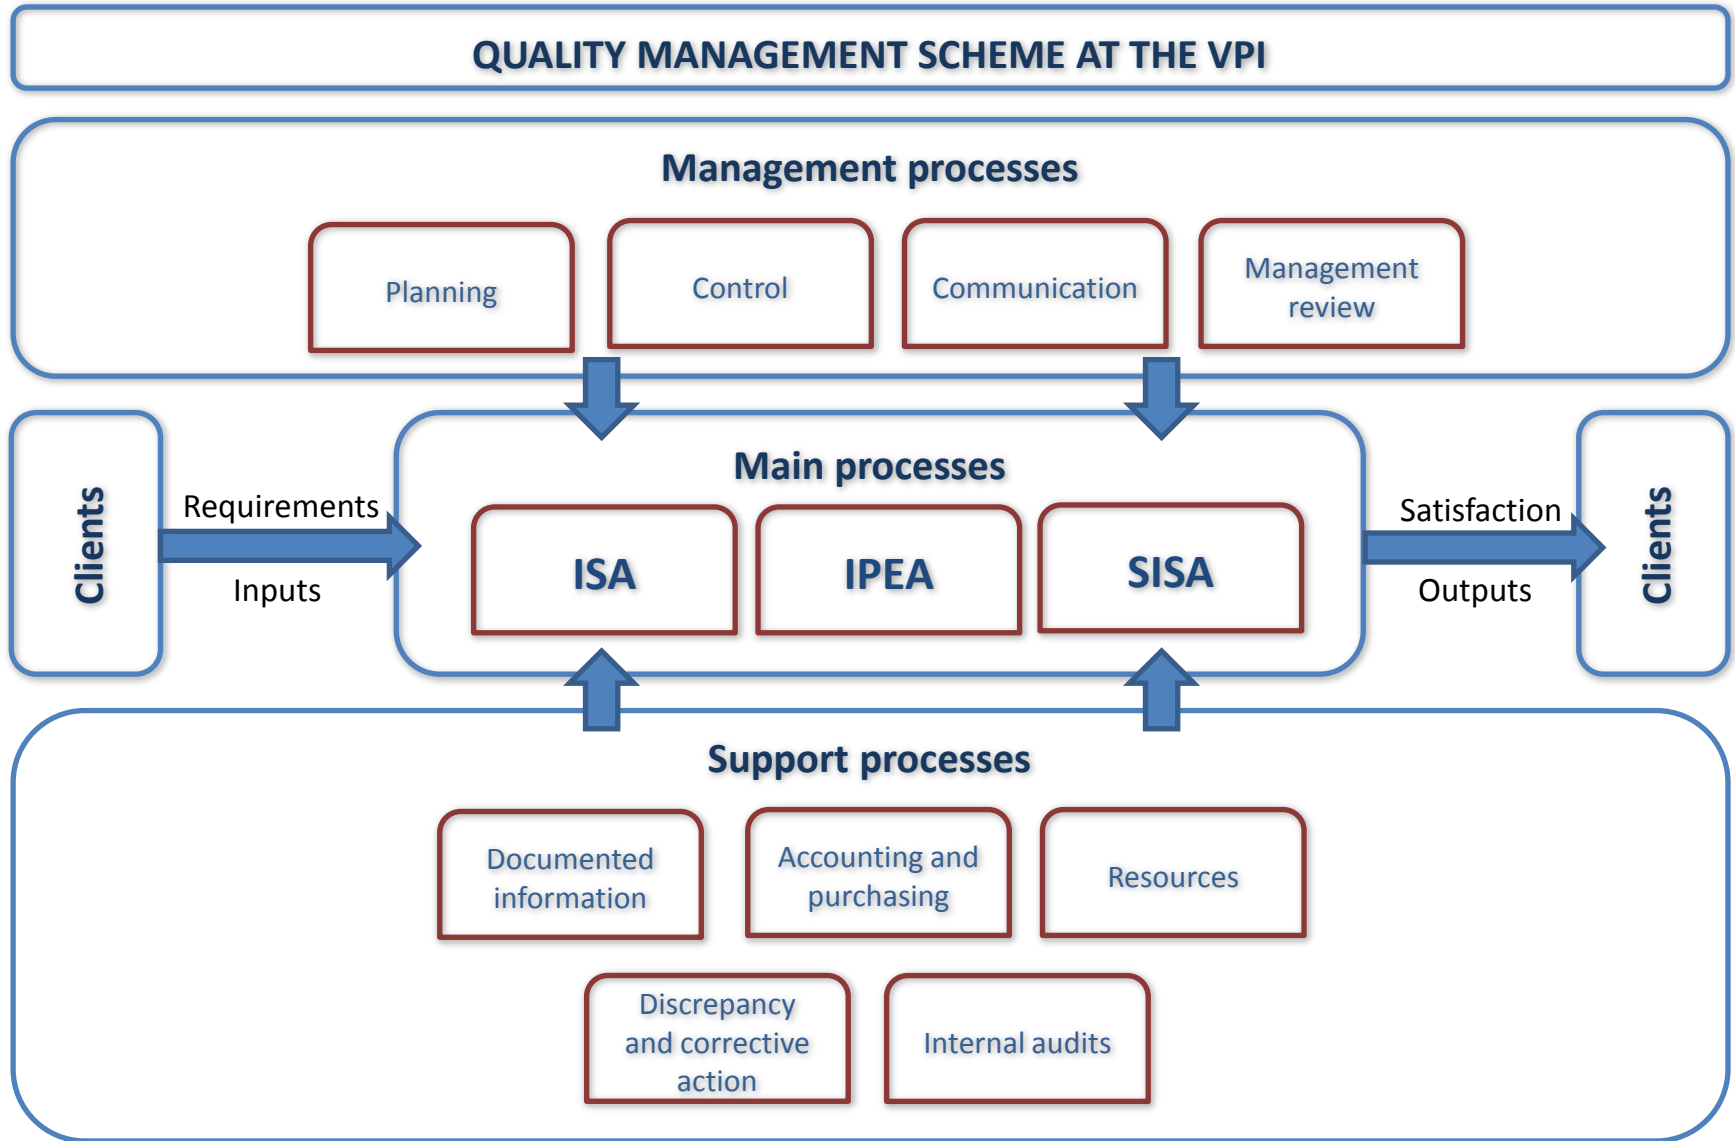 QUALITY MANAGEMENT SCHEME AT THE VPI
Management processes
Planning
Control
Communication
Management
review
Clients
Requirements
Inputs
Main processes
ISA
IPEA
SISA
Satisfaction
Outputs
Clients
Support processes
Documented
information
Accounting and
purchasing
Resources
Discrepancy
and corrective
action
Internal audits